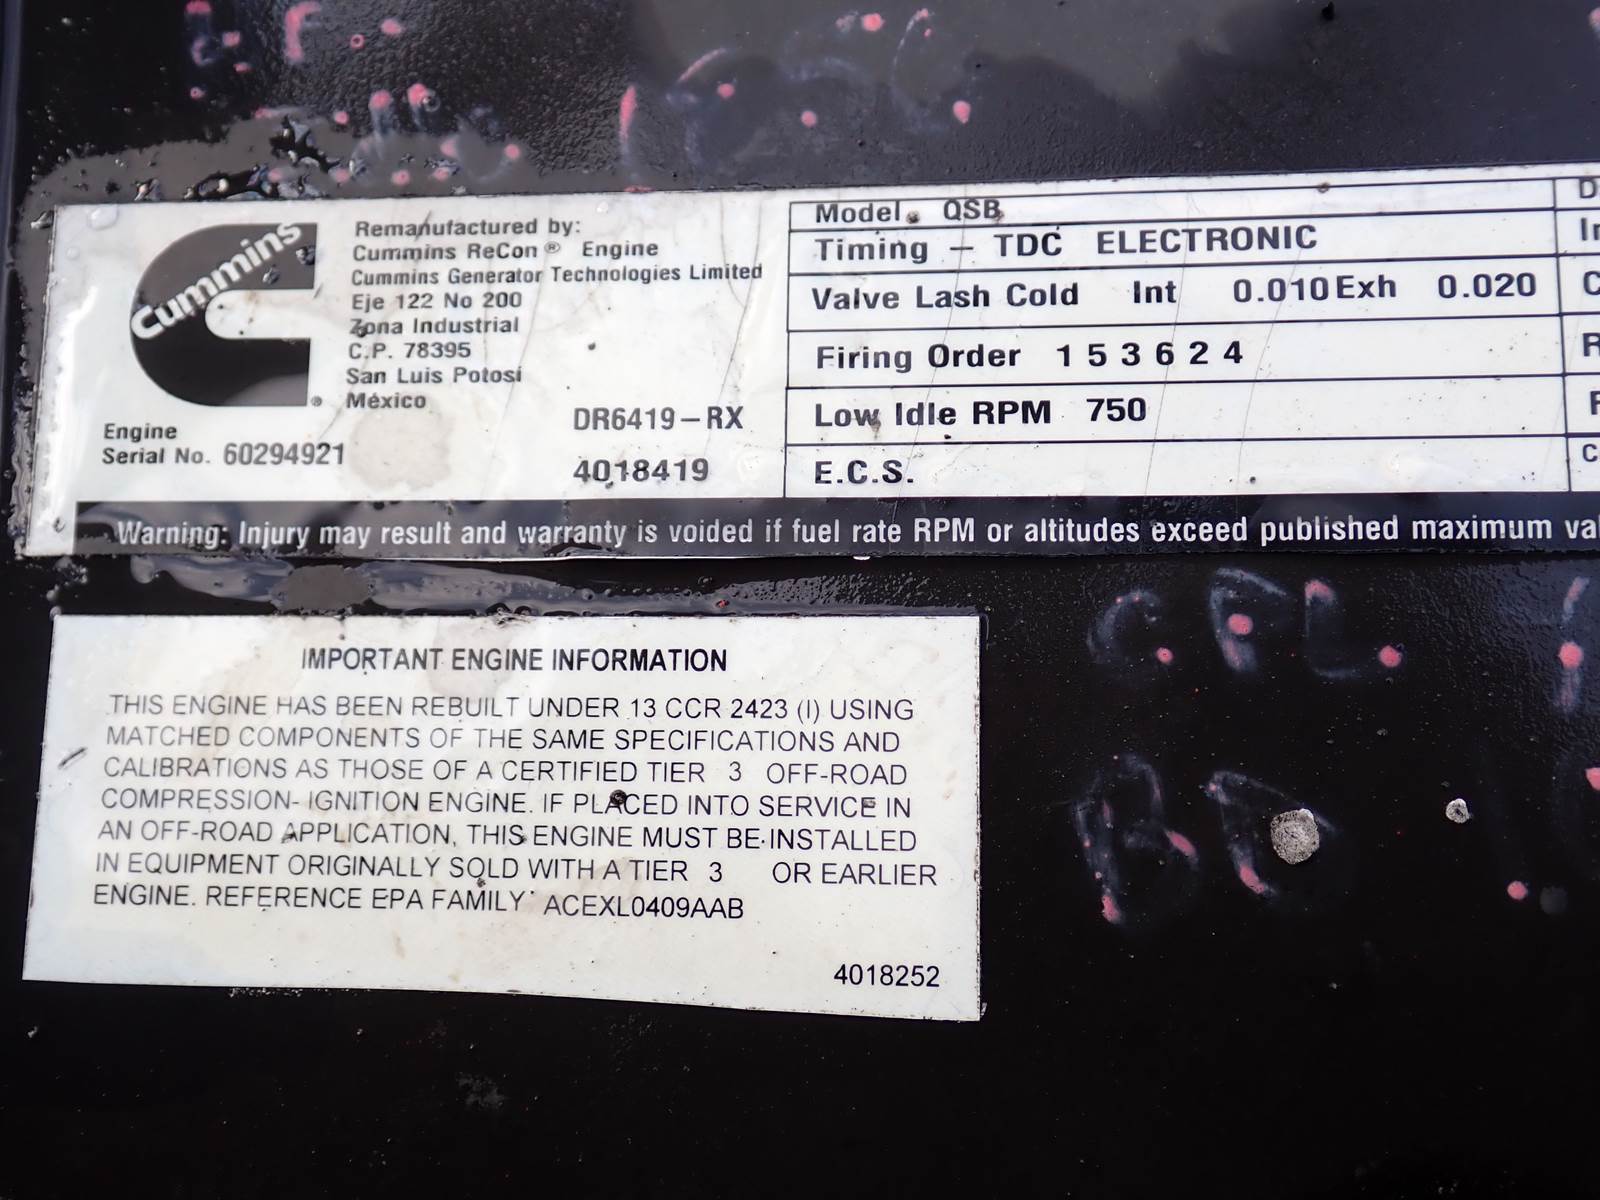 Cummins
Remanufactured by:
Cummins ReCon® Engine
Cummins Generator Technologies Limited
Eje 122 No 200
Zona Industrial
C.P. 78395
San Luis Potosí
México
DR6419-RX
Engine
Serial No. 60294921
4018419
Model. QSB
Timing – TDC ELECTRONIC
Valve Lash Cold Int 0.010 Exh 0.020
Firing Order 1 5 3 6 2 4
Low Idle RPM 750
E.C.S.
Warning: Injury may result and warranty is voided if fuel rate RPM or altitudes exceed published maximum
IMPORTANT ENGINE INFORMATION
THIS ENGINE HAS BEEN REBUILT UNDER 13 CCR 2423 (I) USING
MATCHED COMPONENTS OF THE SAME SPECIFICATIONS AND
CALIBRATIONS AS THOSE OF A CERTIFIED TIER 3 OFF-ROAD
COMPRESSION- IGNITION ENGINE. IF PLACED INTO SERVICE IN
AN OFF-ROAD APPLICATION, THIS ENGINE MUST BE INSTALLED
IN EQUIPMENT ORIGINALLY SOLD WITH A TIER 3 OR EARLIER
ENGINE. REFERENCE EPA FAMILY ACEXL0409AAB
4018252
CPL